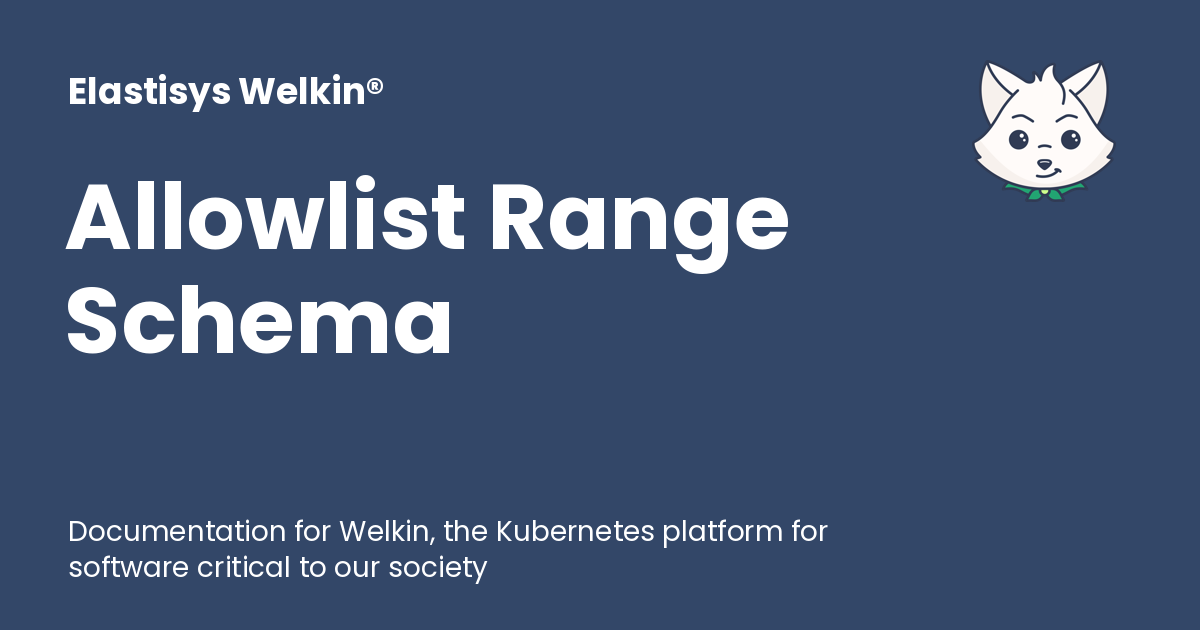 Elastisys Welkin®
Allowlist Range
Schema
Documentation for Welkin, the Kubernetes platform for
software critical to our society